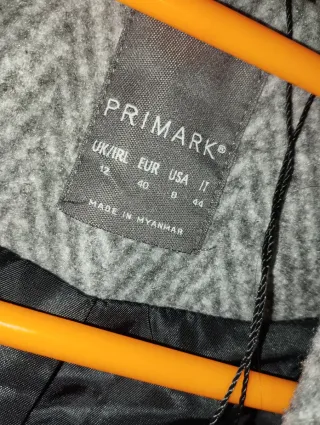 PRIMARK®
UK/IRL EUR USA IT
12 40 8 44
MADE IN MYANMAR